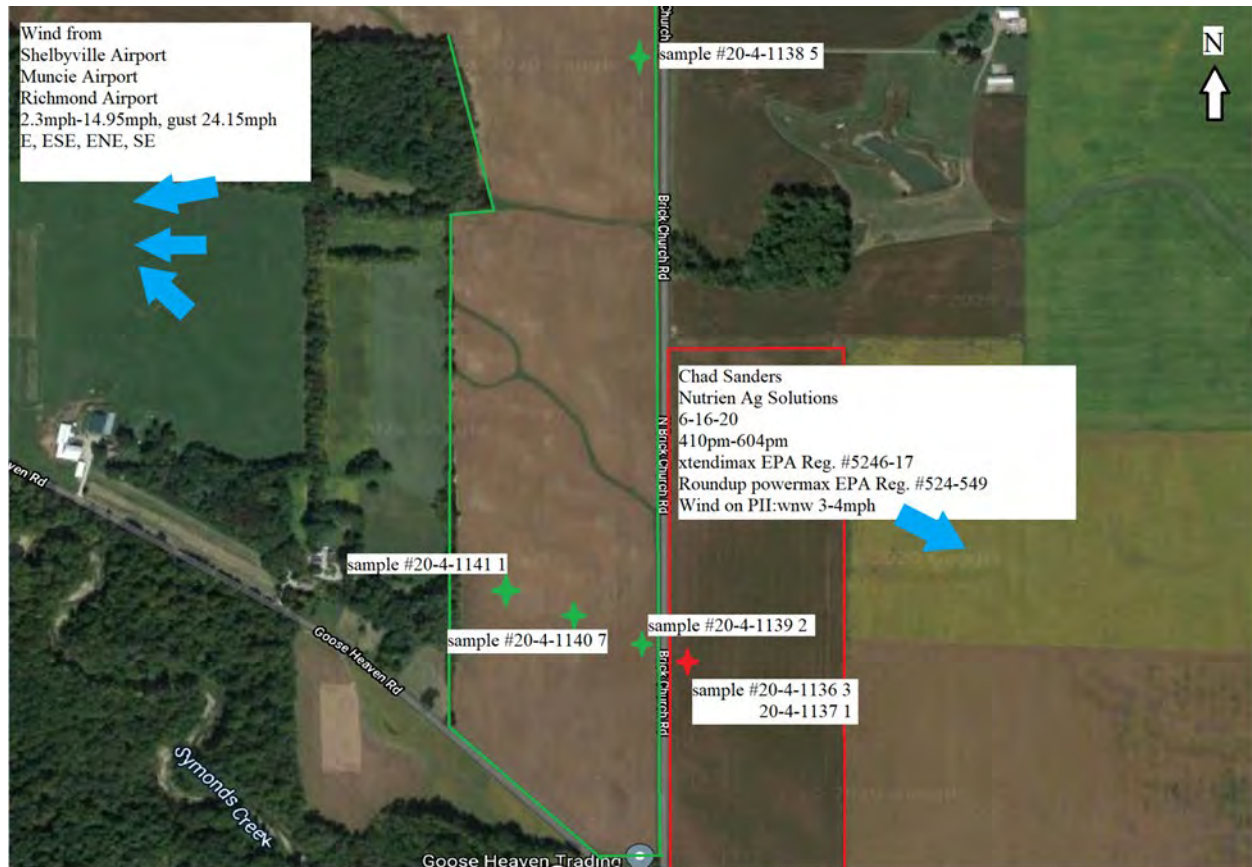 Wind from
Shelbyville Airport
Muncie Airport
Richmond Airport
2.3mph-14.95mph, gust 24.15mph
E, ESE, ENE, SE
Church
sample #20-4-1138 5
N
Brick Church Rd
Chad Sanders
Nutrien Ag Solutions
6-16-20
410pm-604pm
xtendimax EPA Reg. #5246-17
Roundup powermax EPA Reg. #524-549
Wind on PII:wnw 3-4mph
N Brick Church Rd
ven Rd
sample #20-4-1141 1
sample #20-4-1140 7
sample #20-4-1139 2
Goose Heaven Rd
Brick Church Rd
sample #20-4-1136 3
20-4-1137 1
Symonds Creek
Goose Heaven Trading